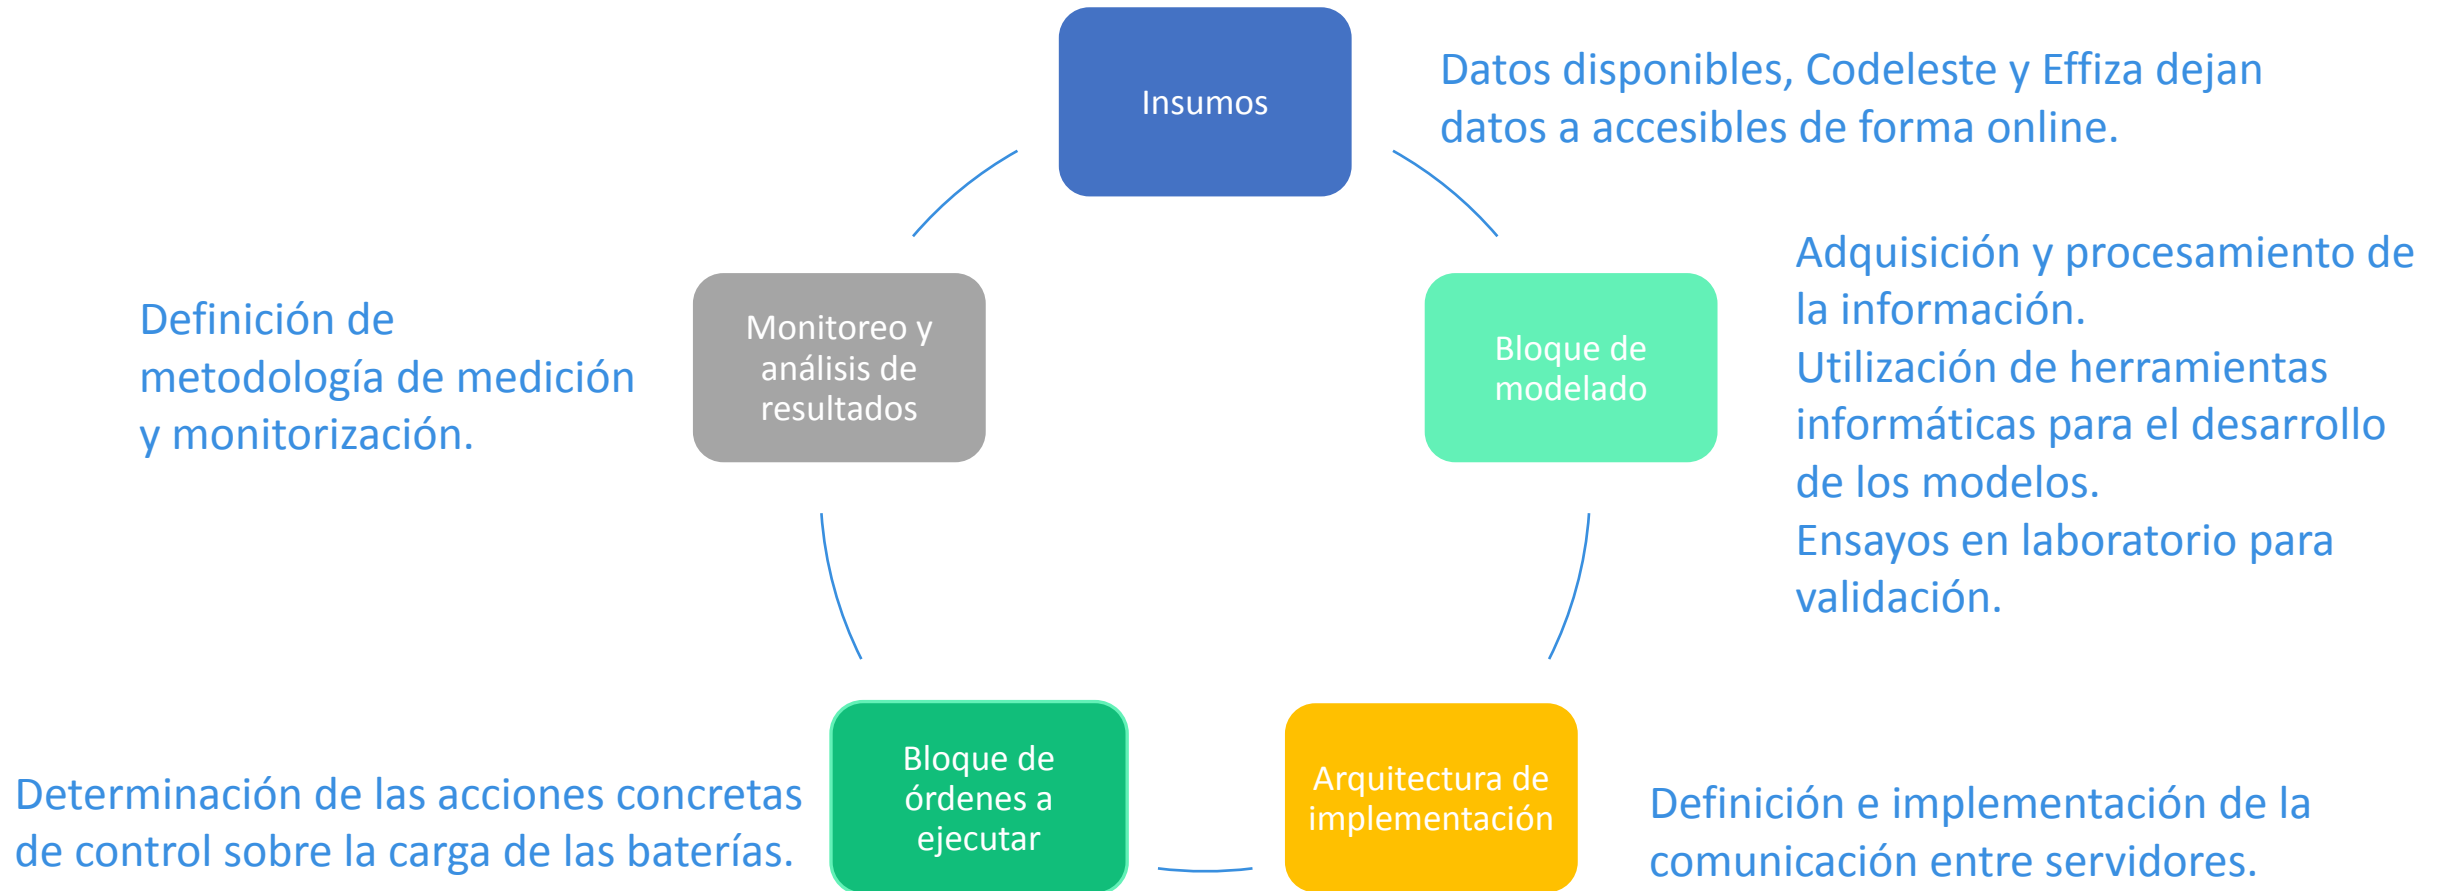 Insumos
Datos disponibles, Codeleste y Effiza dejan
datos a accesibles de forma online.
Bloque de
modelado
Adquisición y procesamiento de
la información.
Utilización de herramientas
informáticas para el desarrollo
de los modelos.
Ensayos en laboratorio para
validación.
Arquitectura de
implementación
Definición e implementación de la
comunicación entre servidores.
Bloque de
órdenes a
ejecutar
Determinación de las acciones concretas
de control sobre la carga de las baterías.
Monitoreo y
análisis de
resultados
Definición de
metodología de medición
y monitorización.